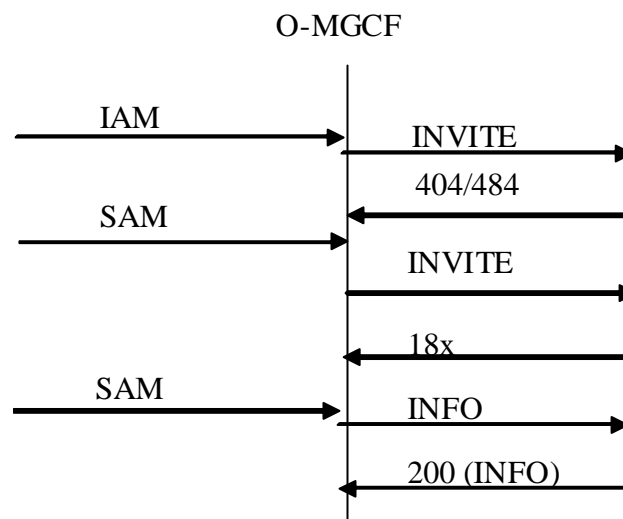 O-MGCF
IAM
INVITE
404/484
SAM
INVITE
18x
SAM
INFO
200 (INFO)